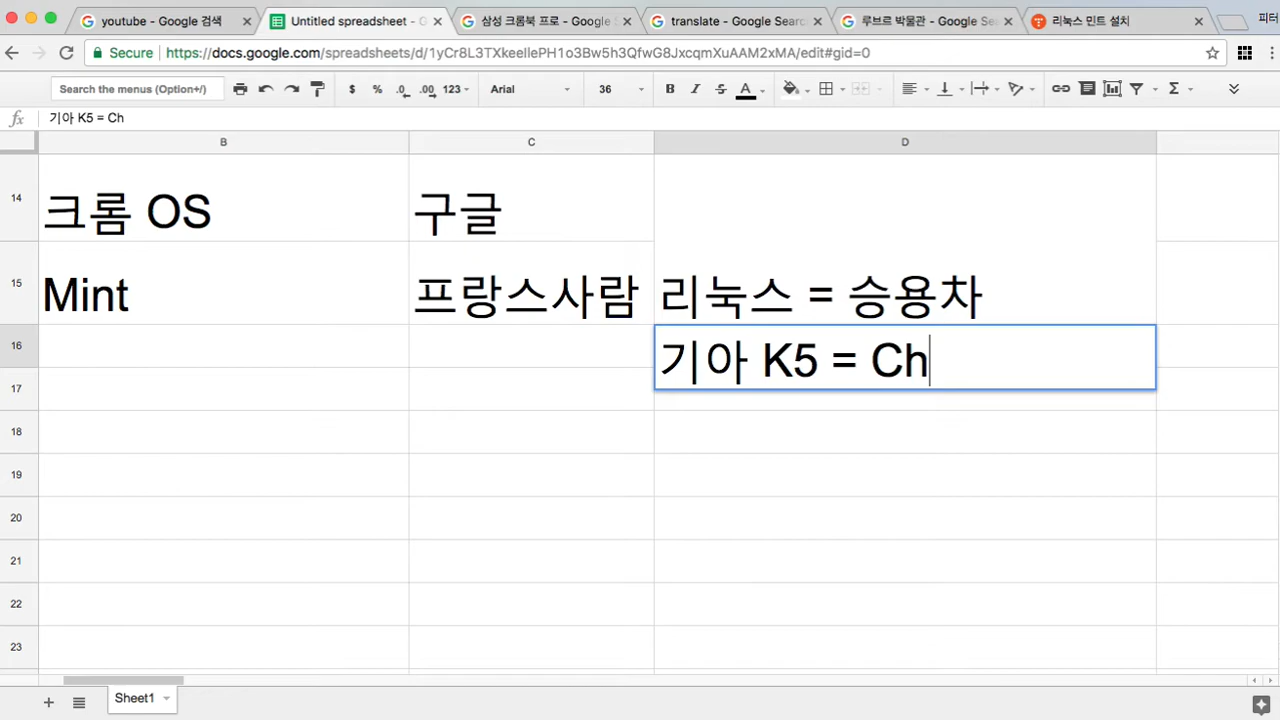 youtube - Google 검색
Untitled spreadsheet - G
삼성 크롬북 프로 - Google S
translate - Google Searc
루브르 박물관 - Google Sea
리눅스 민트 설치
피터
Secure https://docs.google.com/spreadsheets/d/1yCr8L3TXkeelIePH1o3Bw5h3QfwG8JxcqmXuAAM2xMA/edit#gid=0
Search the menus (Option+/) $ % .0 .00 123 Arial 36 B I S A Σ
fx 기아 K5 = Ch
B C D
14 크롬 OS 구글
15 Mint 프랑스사람 리눅스 = 승용차
16 기아 K5 = Ch
17
18
19
20
21
22
23
Sheet1